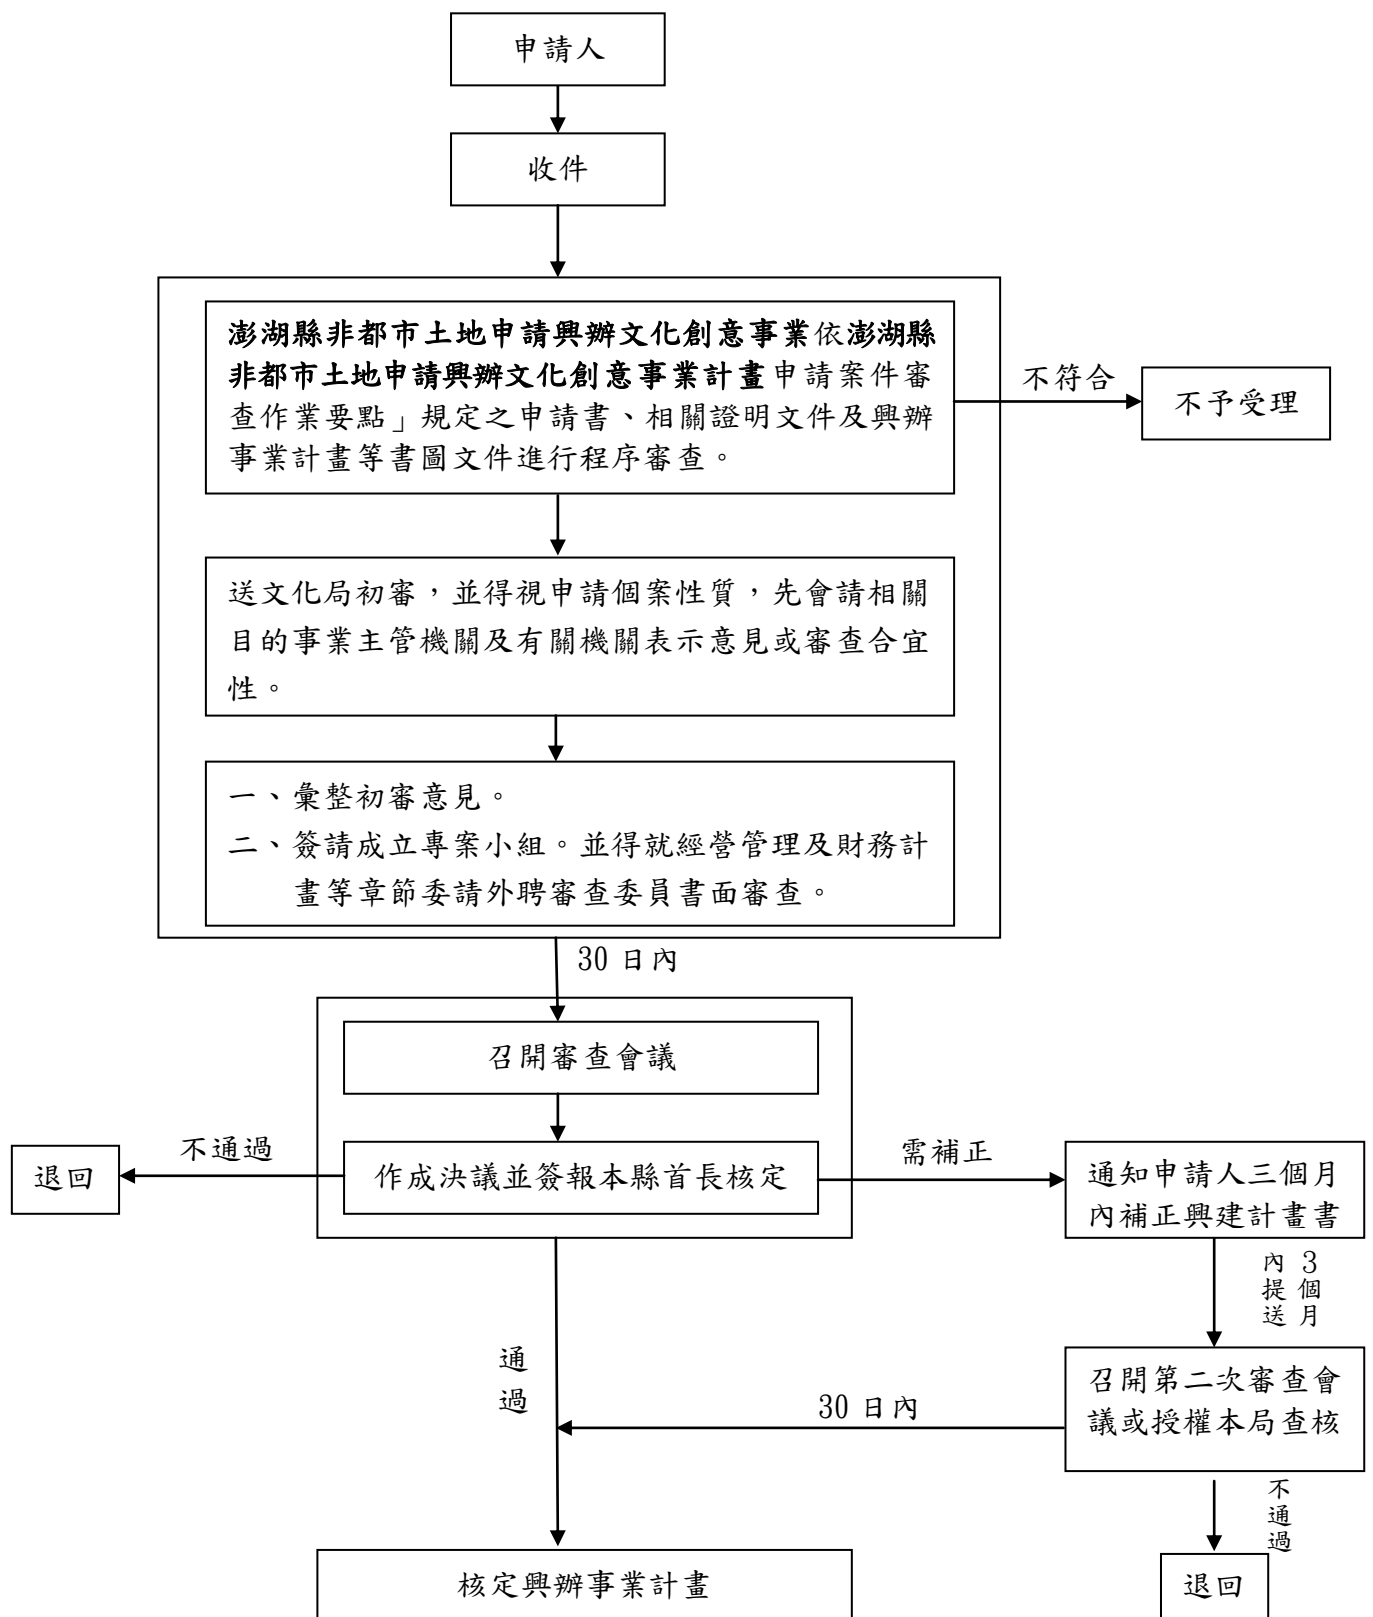 申請人
收件
澎湖縣非都市土地申請興辦文化創意事業依澎湖縣
非都市土地申請興辦文化創意事業計畫申請案件審
查作業要點」規定之申請書、相關證明文件及興辦
事業計畫等書圖文件進行程序審查。
不符合
不予受理
送文化局初審，並得視申請個案性質，先會請相關
目的事業主管機關及有關機關表示意見或審查合宜
性。
一、彙整初審意見。
二、簽請成立專案小組。並得就經營管理及財務計
畫等章節委請外聘審查委員書面審查。
30 日內
召開審查會議
不通過
退回
作成決議並簽報本縣首長核定
需補正
通知申請人三個月
內補正興建計畫書
3個月
內提送
通過
30 日內
召開第二次審查會
議或授權本局查核
不通過
核定興辦事業計畫
退回